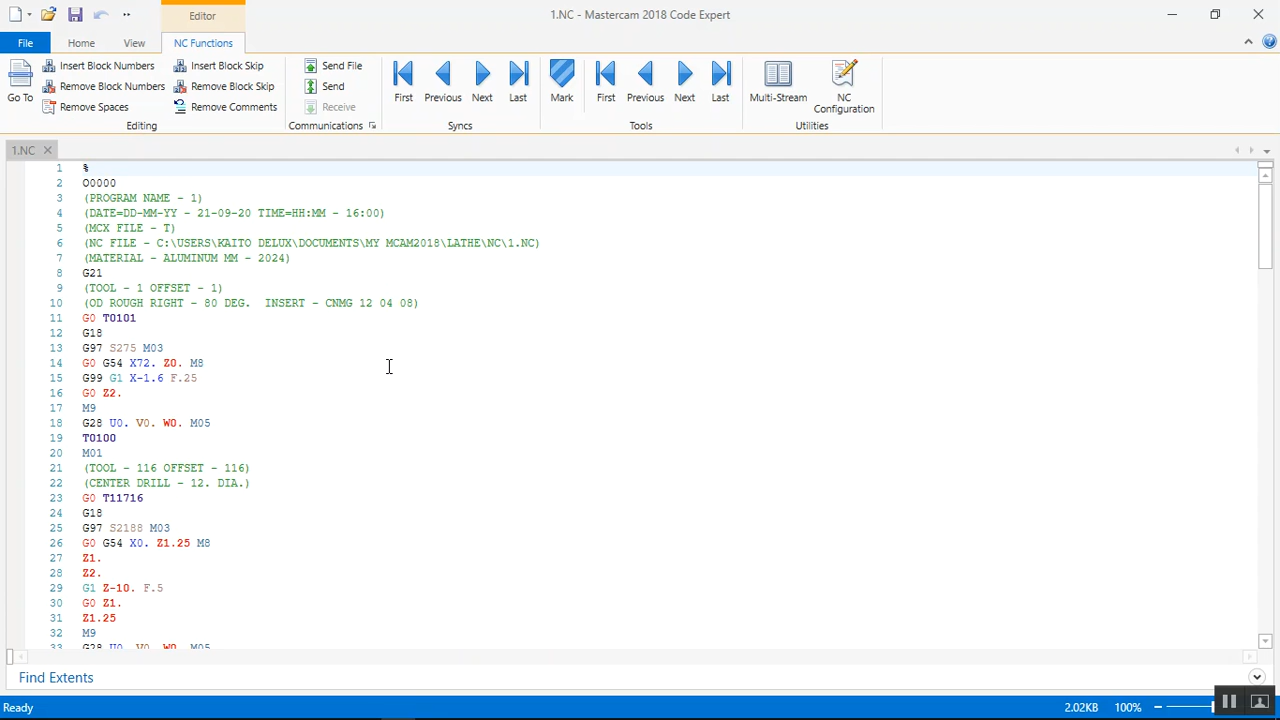 Editor
1.NC - Mastercam 2018 Code Expert
File
Home
View
NC Functions
Go To
Insert Block Numbers
Remove Block Numbers
Remove Spaces
Insert Block Skip
Remove Block Skip
Remove Comments
Editing
Send File
Send
Receive
Communications
First
Previous
Next
Last
Syncs
Mark
First
Previous
Next
Last
Tools
Multi-Stream
NC Configuration
Utilities
1.NC
1 %
2 O0000
3 (PROGRAM NAME - 1)
4 (DATE=DD-MM-YY - 21-09-20 TIME=HH:MM - 16:00)
5 (MCX FILE - T)
6 (NC FILE - C:\USERS\KAITO DELUX\DOCUMENTS\MY MCAM2018\LATHE\NC\1.NC)
7 (MATERIAL - ALUMINUM MM - 2024)
8 G21
9 (TOOL - 1 OFFSET - 1)
10 (OD ROUGH RIGHT - 80 DEG.  INSERT - CNMG 12 04 08)
11 G0 T0101
12 G18
13 G97 S275 M03
14 G0 G54 X72. Z0. M8
15 G99 G1 X-1.6 F.25
16 G0 Z2.
17 M9
18 G28 U0. V0. W0. M05
19 T0100
20 M01
21 (TOOL - 116 OFFSET - 116)
22 (CENTER DRILL - 12. DIA.)
23 G0 T11716
24 G18
25 G97 S2188 M03
26 G0 G54 X0. Z1.25 M8
27 Z1.
28 Z2.
29 G1 Z-10. F.5
30 G0 Z1.
31 Z1.25
32 M9
33 G28 U0. V0. W0. M05
Find Extents
Ready
2.02KB
100%